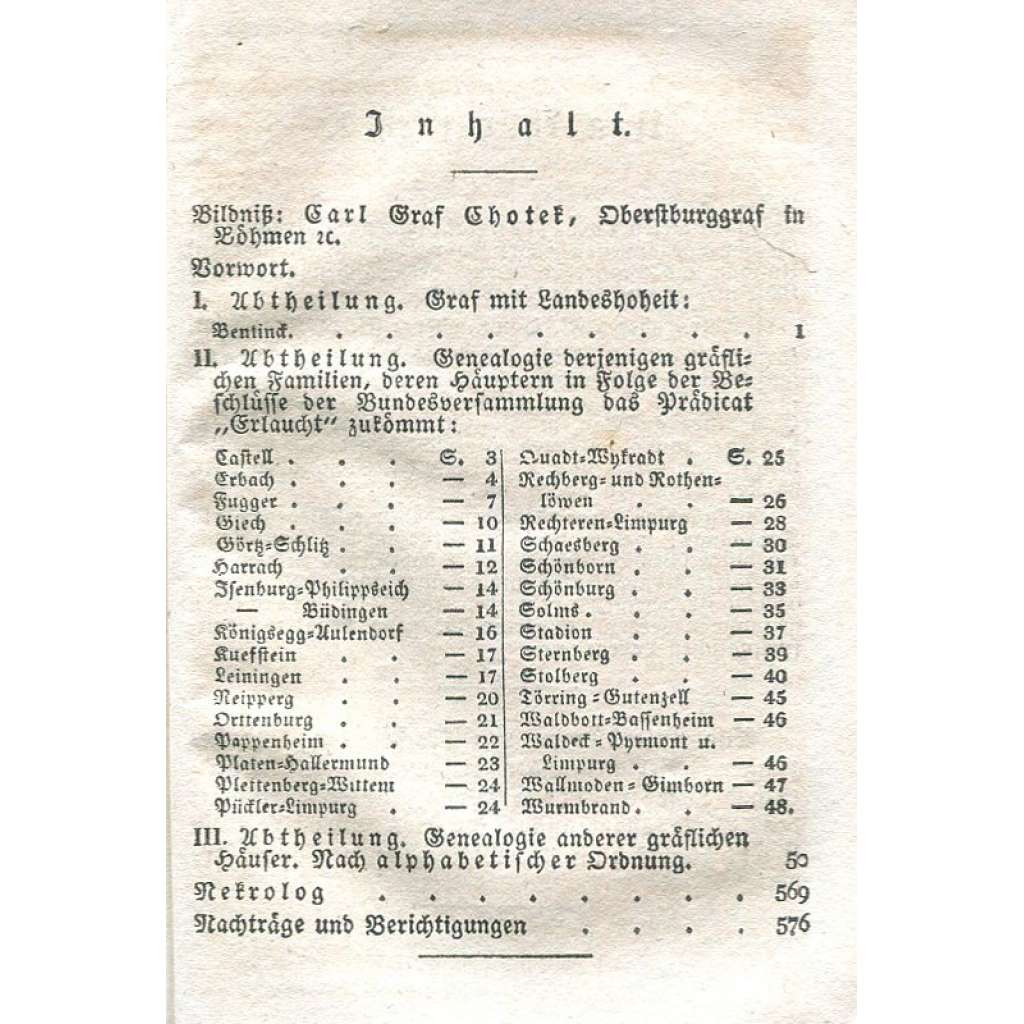 Inhalt.
Bildniß: Carl Graf Chotek, Oberstburggraf in
Böhmen ꝛc.
Vorwort.
I. Abtheilung. Graf mit Landeshoheit:
Bentinck. . . . . . . . . . 1
II. Abtheilung. Genealogie derjenigen gräfli-
chen Familien, deren Häuptern in Folge der Be-
schlüsse der Bundesversammlung das Prädicat
„Erlaucht“ zukömmt:
Castell . . . S. 3
Erbach . . . — 4
Fugger . . . — 7
Giech . . . — 10
Görtz-Schlitz . . — 11
Harrach . . — 12
Isenburg-Philippseich — 14
— Büdingen — 14
Königsegg-Aulendorf — 16
Kuefstein . . — 17
Leiningen . . — 17
Neipperg . . — 20
Orttenburg . . — 21
Pappenheim . . — 22
Platen-Hallermund — 23
Plettenberg-Wittem — 24
Pückler-Limpurg . — 24
Quadt-Wykradt . S. 25
Rechberg- und Rothen-
löwen . . — 26
Rechteren-Limpurg — 28
Schaesberg . . — 30
Schönborn . . — 31
Schönburg . . — 33
Solms . . . — 35
Stadion . . — 37
Sternberg . . — 39
Stolberg . . — 40
Törring-Gutenzell — 45
Waldbott-Bassenheim — 46
Waldeck-Pyrmont u.
Limpurg . . — 46
Wallmoden-Gimborn — 47
Wurmbrand . . — 48.
III. Abtheilung. Genealogie anderer gräflichen
Häuser. Nach alphabetischer Ordnung. 50
Nekrolog . . . . . . . . 569
Nachträge und Berichtigungen . . . . 576